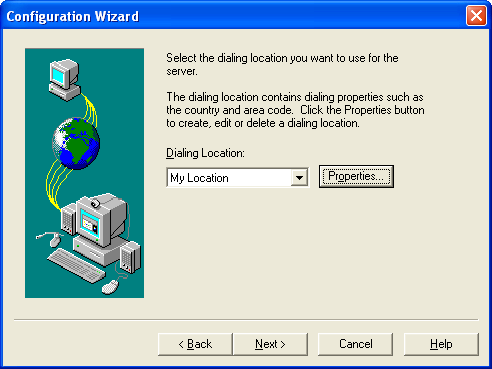 Configuration Wizard
Select the dialing location you want to use for the
server.
The dialing location contains dialing properties such as
the country and area code.  Click the Properties button
to create, edit or delete a dialing location.
Dialing Location:
My Location
Properties...
< Back
Next >
Cancel
Help